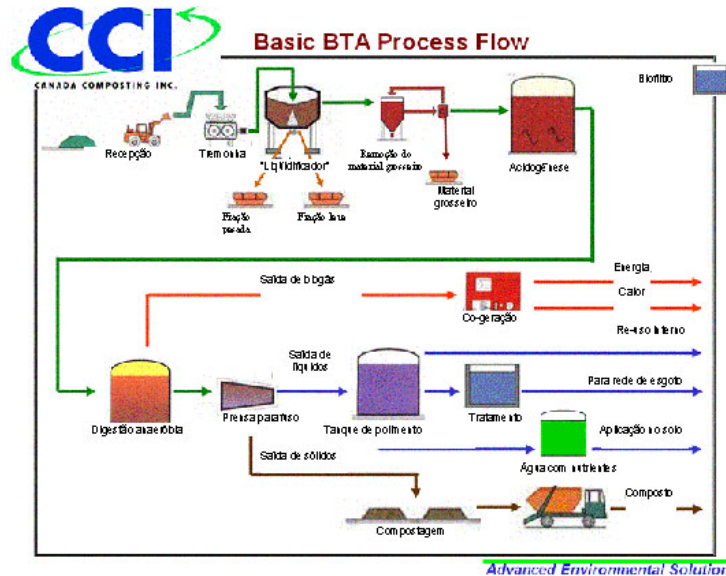 CCI
CANADA COMPOSTING INC.
Basic BTA Process Flow
Biofiltro
Recepção
Tremonha
"Liquidificador"
Remoção do
material grosseiro
Acidogênese
Fração
pesada
Fração leve
Material
grosseiro
Saída de biogás
Energia
Calor
Co-geração
Re-uso interno
Saída de
líquidos
Para rede de esgoto
Digestão anaeróbia
Prensa parafuso
Tanque de polimento
Tratamento
Aplicação no solo
Saída de sólidos
Água com nutrientes
Composto
Compostagem
Advanced Environmental Solution